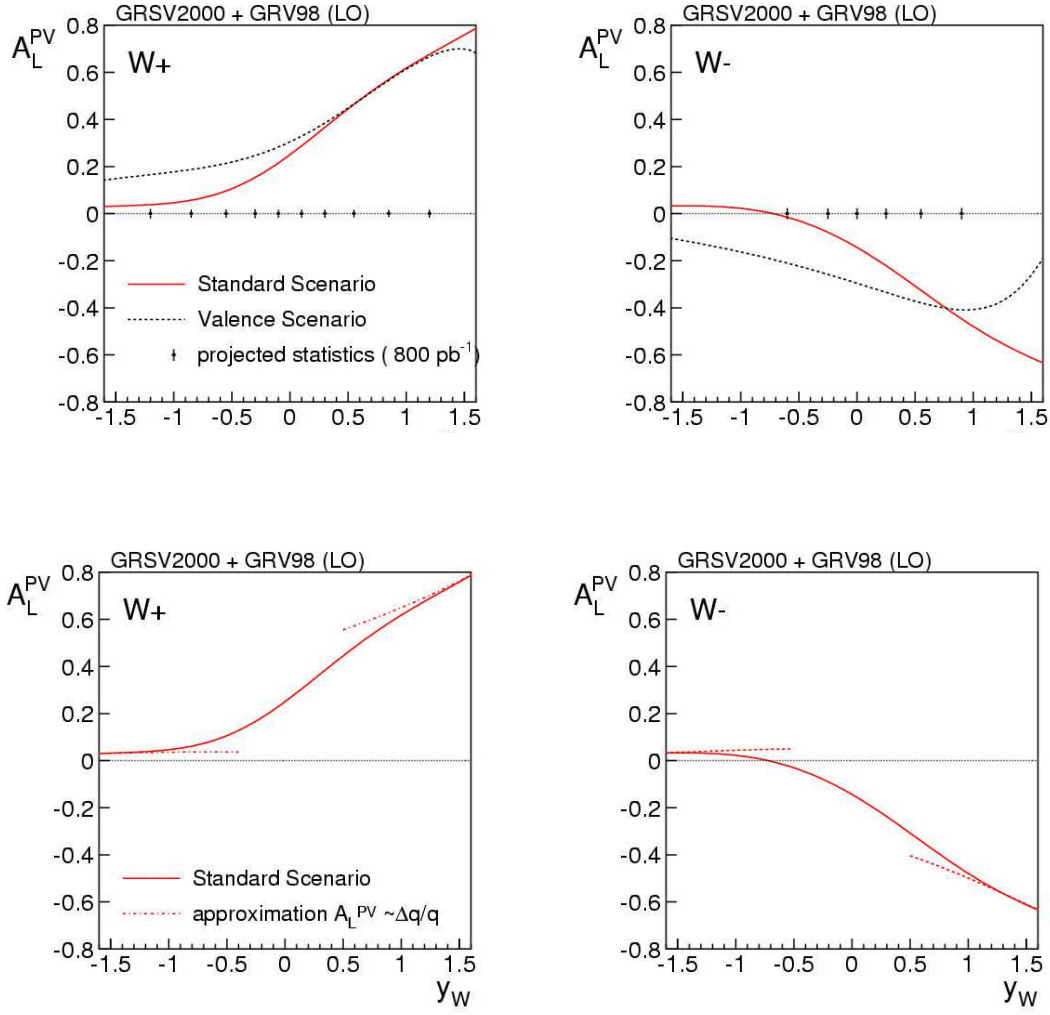 GRSV2000 + GRV98 (LO)
A_L^PV
W+
0.8
0.6
0.4
0.2
0
-0.2
-0.4
-0.6
-0.8
Standard Scenario
Valence Scenario
projected statistics ( 800 pb^-1)
-1.5 -1 -0.5 0 0.5 1 1.5
GRSV2000 + GRV98 (LO)
A_L^PV
W-
0.8
0.6
0.4
0.2
0
-0.2
-0.4
-0.6
-0.8
-1.5 -1 -0.5 0 0.5 1 1.5
GRSV2000 + GRV98 (LO)
A_L^PV
W+
0.8
0.6
0.4
0.2
0
-0.2
-0.4
-0.6
-0.8
Standard Scenario
approximation A_L^PV ~Δq/q
-1.5 -1 -0.5 0 0.5 1 1.5
y_W
GRSV2000 + GRV98 (LO)
A_L^PV
W-
0.8
0.6
0.4
0.2
0
-0.2
-0.4
-0.6
-0.8
-1.5 -1 -0.5 0 0.5 1 1.5
y_W